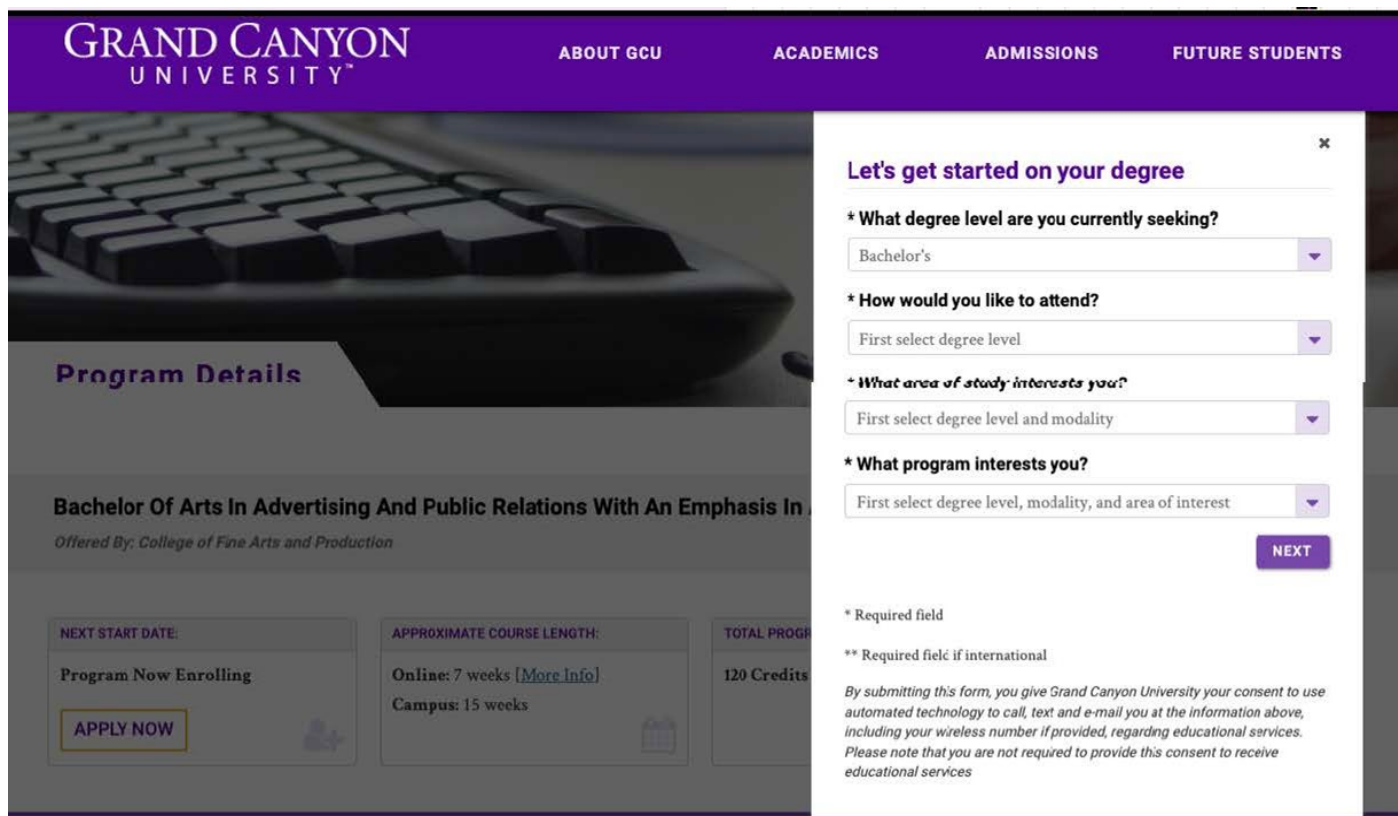 GRAND CANYON
UNIVERSITY™
ABOUT GCU
ACADEMICS
ADMISSIONS
FUTURE STUDENTS
Let's get started on your degree
* What degree level are you currently seeking?
Bachelor's
* How would you like to attend?
First select degree level
* What area of study interests you?
First select degree level and modality
* What program interests you?
First select degree level, modality, and area of interest
NEXT
* Required field
** Required field if international
By submitting this form, you give Grand Canyon University your consent to use
automated technology to call, text and e-mail you at the information above,
including your wireless number if provided, regarding educational services.
Please note that you are not required to provide this consent to receive
educational services
Program Details
Bachelor Of Arts In Advertising And Public Relations With An Emphasis In
Offered By: College of Fine Arts and Production
NEXT START DATE:
Program Now Enrolling
APPLY NOW
APPROXIMATE COURSE LENGTH:
Online: 7 weeks [More Info]
Campus: 15 weeks
TOTAL PROGR
120 Credits